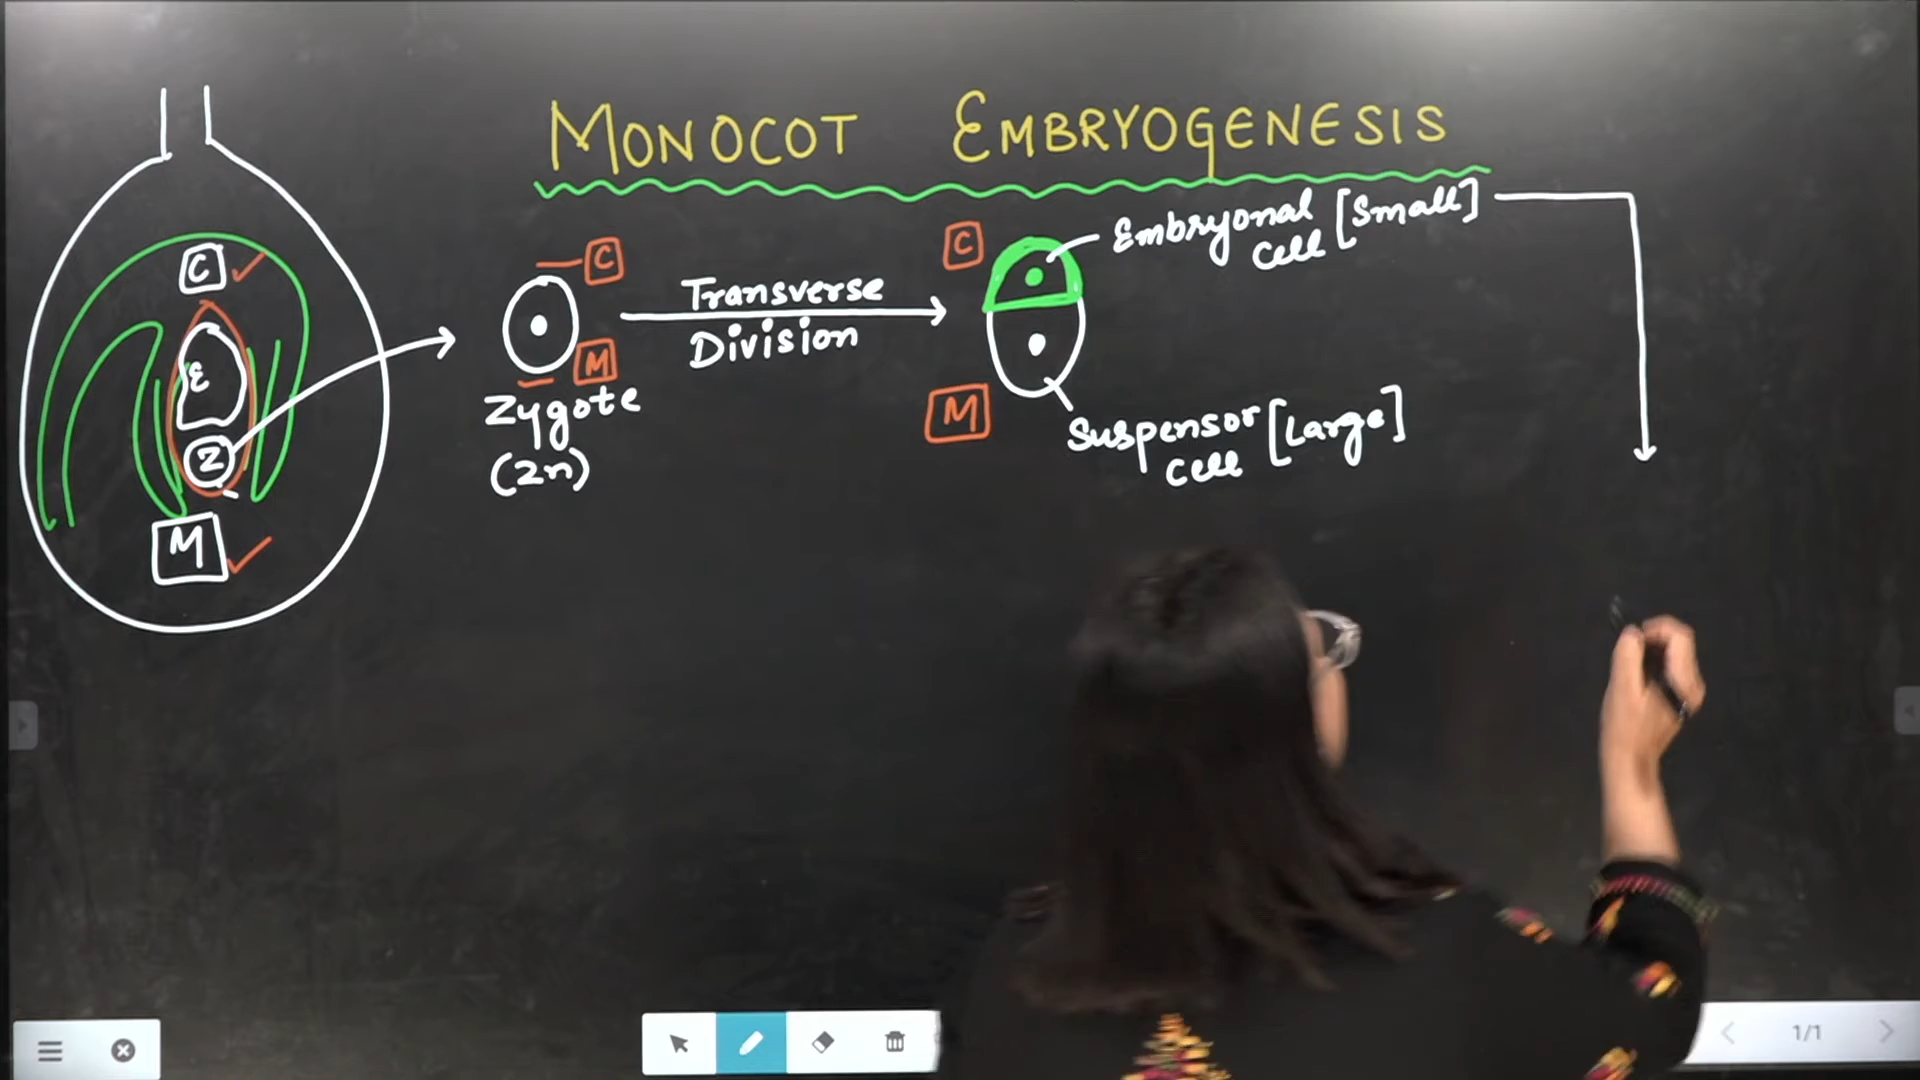 MONOCOT EMBRYOGENESIS
C
E
Z
M
C
M
Zygote
(2n)
Transverse
Division
C
M
Embryonal [Small]
cell
Suspensor [Large]
cell
1/1